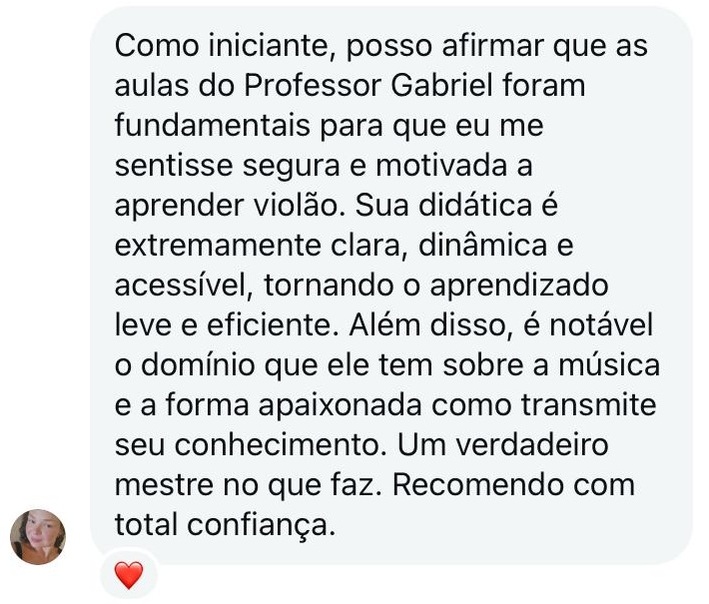 Como iniciante, posso afirmar que as
aulas do Professor Gabriel foram
fundamentais para que eu me
sentisse segura e motivada a
aprender violão. Sua didática é
extremamente clara, dinâmica e
acessível, tornando o aprendizado
leve e eficiente. Além disso, é notável
o domínio que ele tem sobre a música
e a forma apaixonada como transmite
seu conhecimento. Um verdadeiro
mestre no que faz. Recomendo com
total confiança.